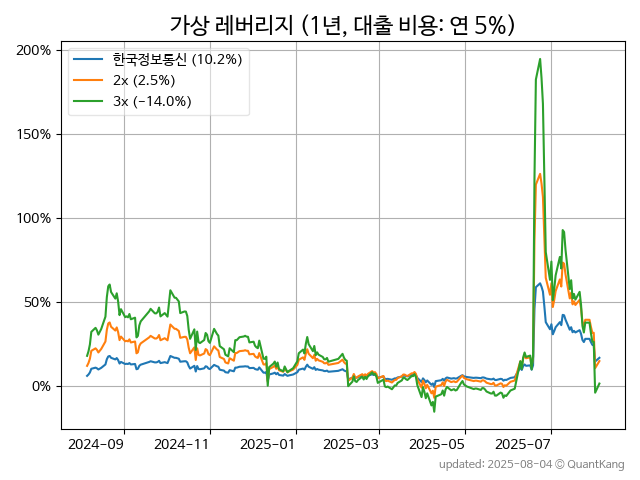 가상 레버리지 (1년, 대출 비용: 연 5%)
200%
150%
100%
50%
0%
한국정보통신 (10.2%)
2x (2.5%)
3x (-14.0%)
2024-09
2024-11
2025-01
2025-03
2025-05
2025-07
updated: 2025-08-04 © QuantKang